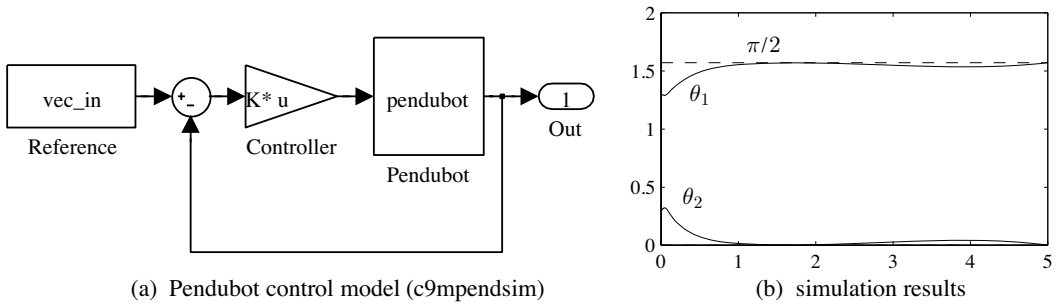 vec_in
Reference
+
-
K* u
Controller
pendubot
Pendubot
1
Out
(a) Pendubot control model (c9mpendsim)
2
1.5
1
0.5
0
π/2
θ₁
θ₂
0 1 2 3 4 5
(b) simulation results